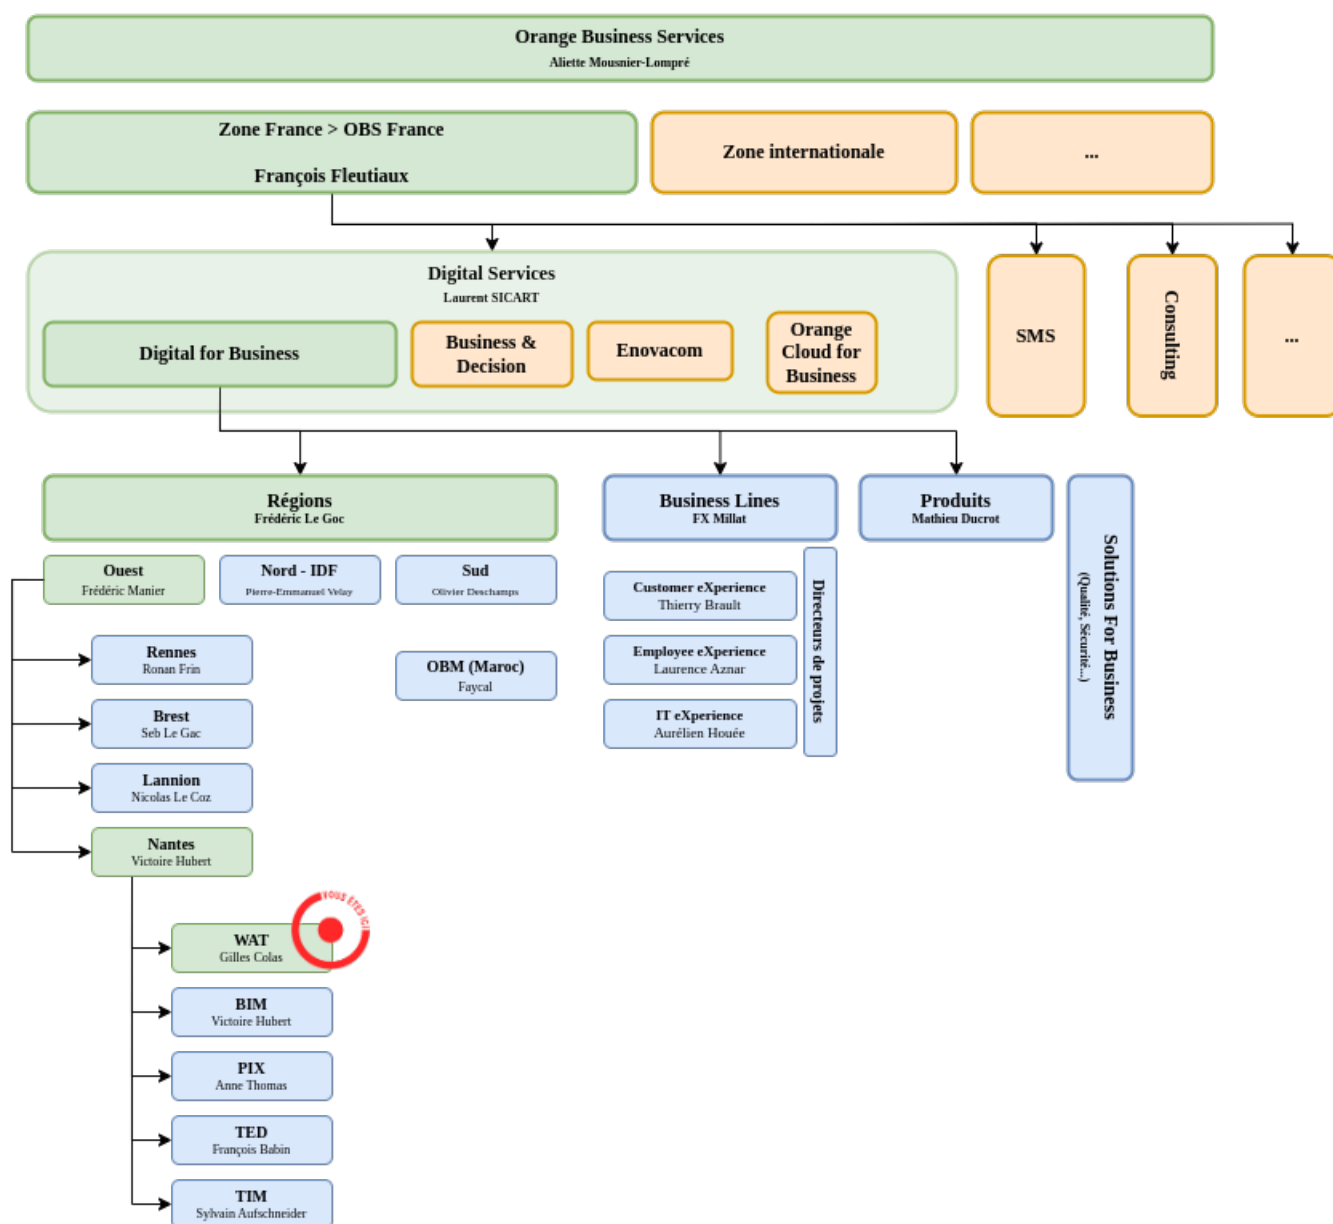 Orange Business Services
Aliette Mousnier-Lompré
Zone France > OBS France
François Fleutiaux
Zone internationale
...
Digital Services
Laurent SICART
Digital for Business
Business &
Decision
Enovacom
Orange
Cloud for
Business
SMS
Consulting
...
Régions
Frédéric Le Goc
Business Lines
FX Millat
Produits
Mathieu Ducrot
Solutions For Business
(Qualité, Sécurité...)
Ouest
Frédéric Manier
Nord - IDF
Pierre-Emmanuel Velay
Sud
Olivier Deschamps
Customer eXperience
Thierry Brault
Directeurs de projets
Rennes
Ronan Frin
OBM (Maroc)
Faycal
Employee eXperience
Laurence Aznar
Brest
Seb Le Gac
IT eXperience
Aurélien Houée
Lannion
Nicolas Le Coz
Nantes
Victoire Hubert
VOUS ÊTES ICI
WAT
Gilles Colas
BIM
Victoire Hubert
PIX
Anne Thomas
TED
François Babin
TIM
Sylvain Aufschneider